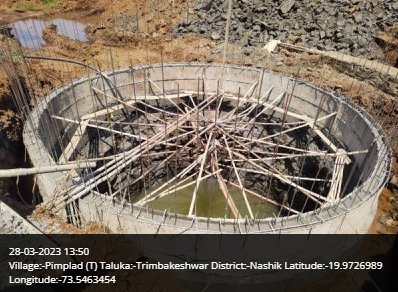 28-03-2023 13:50
Village:-Pimplad (T) Taluka:-Trimbakeshwar District:-Nashik Latitude:-19.9726989
Longitude:-73.5463454